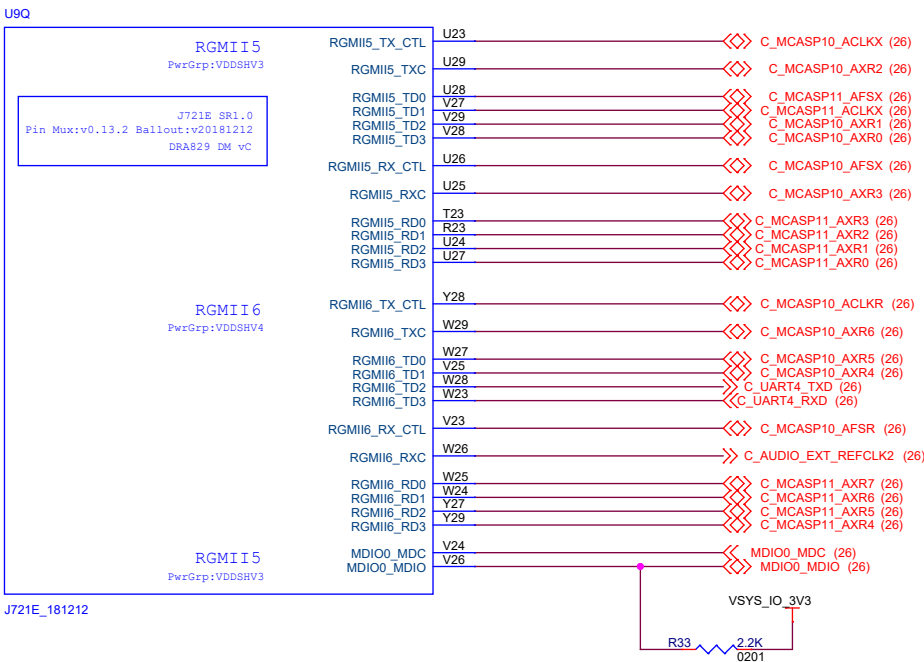 U9Q
RGMII5
PwrGrp:VDDSHV3
J721E SR1.0
Pin Mux:v0.13.2 Ballout:v20181212
DRA829 DM vC
RGMII5_TX_CTL U23 C_MCASP10_ACLKX (26)
RGMII5_TXC U29 C_MCASP10_AXR2 (26)
RGMII5_TD0 U28 C_MCASP11_AFSX (26)
RGMII5_TD1 V27 C_MCASP11_ACLKX (26)
RGMII5_TD2 V29 C_MCASP10_AXR1 (26)
RGMII5_TD3 V28 C_MCASP10_AXR0 (26)
RGMII5_RX_CTL U26 C_MCASP10_AFSX (26)
RGMII5_RXC U25 C_MCASP10_AXR3 (26)
RGMII5_RD0 T23 C_MCASP11_AXR3 (26)
RGMII5_RD1 R23 C_MCASP11_AXR2 (26)
RGMII5_RD2 U24 C_MCASP11_AXR1 (26)
RGMII5_RD3 U27 C_MCASP11_AXR0 (26)
RGMII6
PwrGrp:VDDSHV4
RGMII6_TX_CTL Y28 C_MCASP10_ACLKR (26)
RGMII6_TXC W29 C_MCASP10_AXR6 (26)
RGMII6_TD0 W27 C_MCASP10_AXR5 (26)
RGMII6_TD1 V25 C_MCASP10_AXR4 (26)
RGMII6_TD2 W28 C_UART4_TXD (26)
RGMII6_TD3 W23 C_UART4_RXD (26)
RGMII6_RX_CTL V23 C_MCASP10_AFSR (26)
RGMII6_RXC W26 C_AUDIO_EXT_REFCLK2 (26)
RGMII6_RD0 W25 C_MCASP11_AXR7 (26)
RGMII6_RD1 W24 C_MCASP11_AXR6 (26)
RGMII6_RD2 Y27 C_MCASP11_AXR5 (26)
RGMII6_RD3 Y29 C_MCASP11_AXR4 (26)
RGMII5
PwrGrp:VDDSHV3
MDIO0_MDC V24 MDIO0_MDC (26)
MDIO0_MDIO V26 MDIO0_MDIO (26)
J721E_181212
VSYS_IO_3V3
R33 2.2K
0201